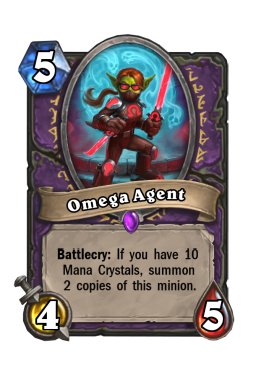 5
Omega Agent
Battlecry: If you have 10
Mana Crystals, summon
2 copies of this minion.
4
5